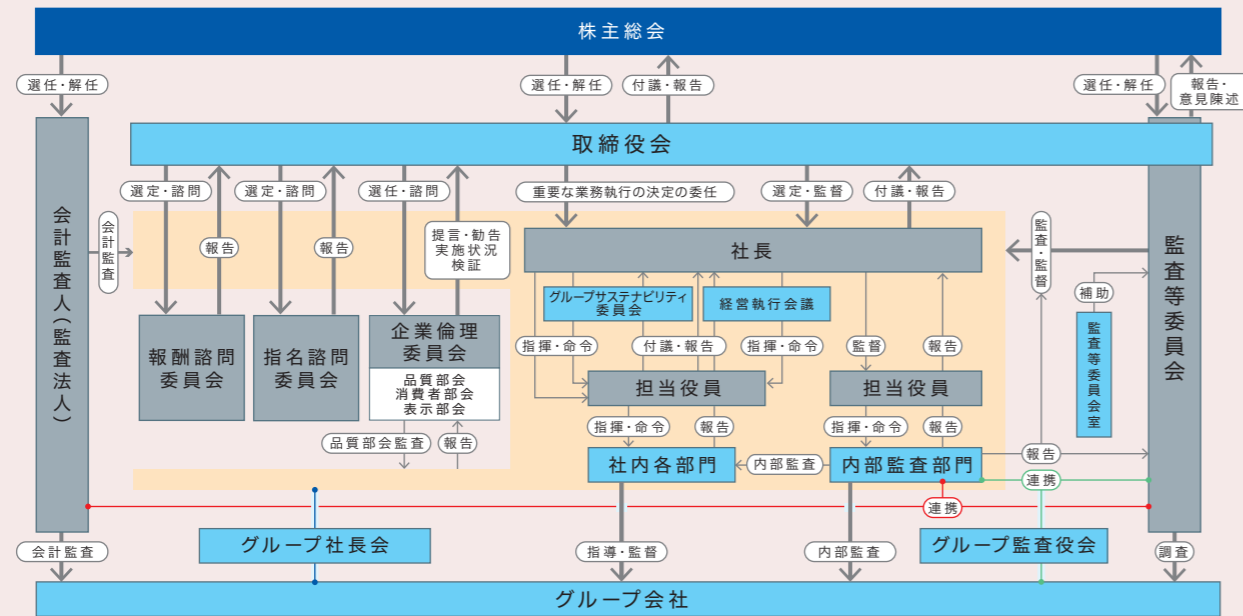 株主総会
選任・解任
選任・解任
付議・報告
選任・解任
報告・
意見陳述
取締役会
選定・諮問
選定・諮問
選任・諮問
重要な業務執行の決定の委任
選定・監督
付議・報告
会計監査人（監査法人）
会計監査
報告
報告
提言・勧告
実施状況
検証
社長
監査・監督
監査等委員会
補助
監査等委員会室
グループサステナビリティ
委員会
経営執行会議
報酬諮問
委員会
指名諮問
委員会
企業倫理
委員会
品質部会
消費者部会
表示部会
指揮・命令
付議・報告
指揮・命令
監督
報告
担当役員
担当役員
品質部会監査
報告
指揮・命令
報告
指揮・命令
報告
社内各部門
内部監査
内部監査部門
報告
連携
連携
グループ社長会
グループ監査役会
会計監査
指導・監督
内部監査
調査
グループ会社